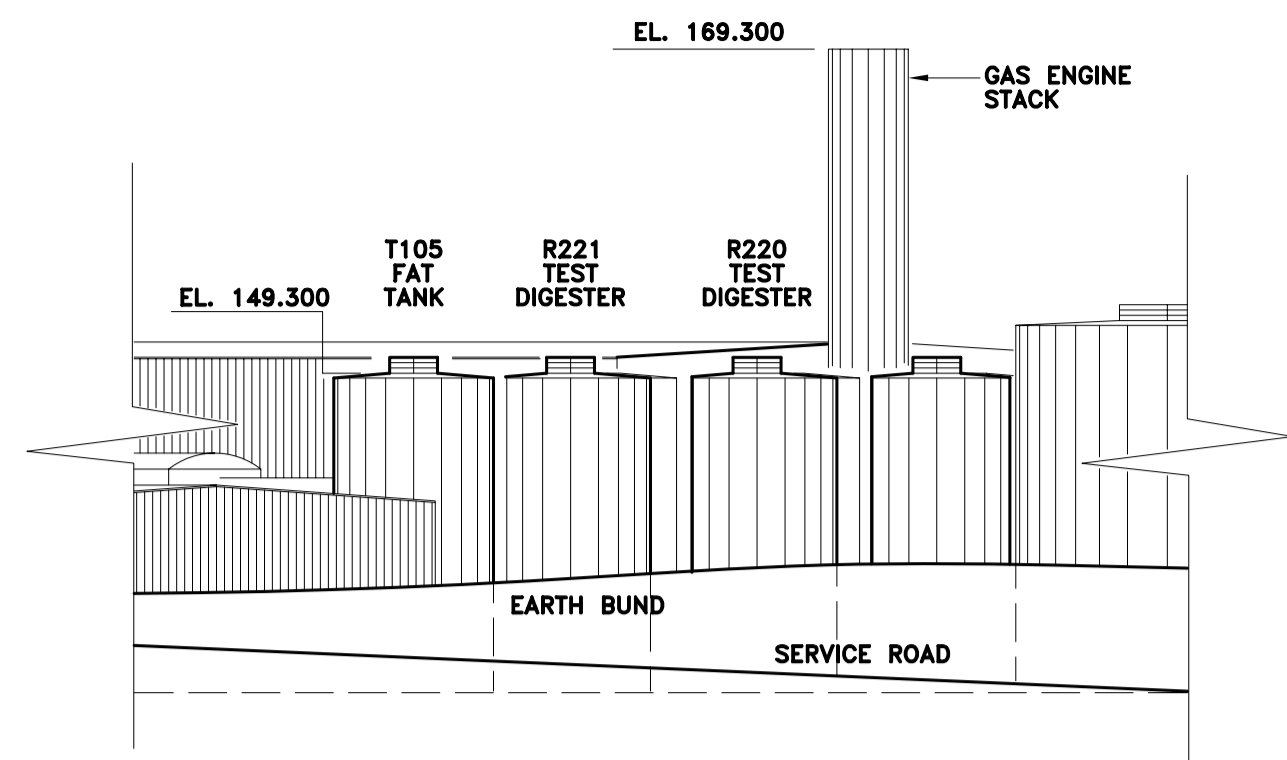 EL. 169.300
GAS ENGINE
STACK
T105
FAT
TANK
R221
TEST
DIGESTER
R220
TEST
DIGESTER
EL. 149.300
EARTH BUND
SERVICE ROAD